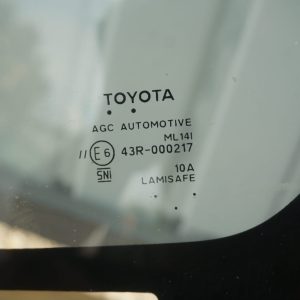 TOYOTA
AGC AUTOMOTIVE
ML141
E6 43R-000217
SNI 10A
LAMISAFE